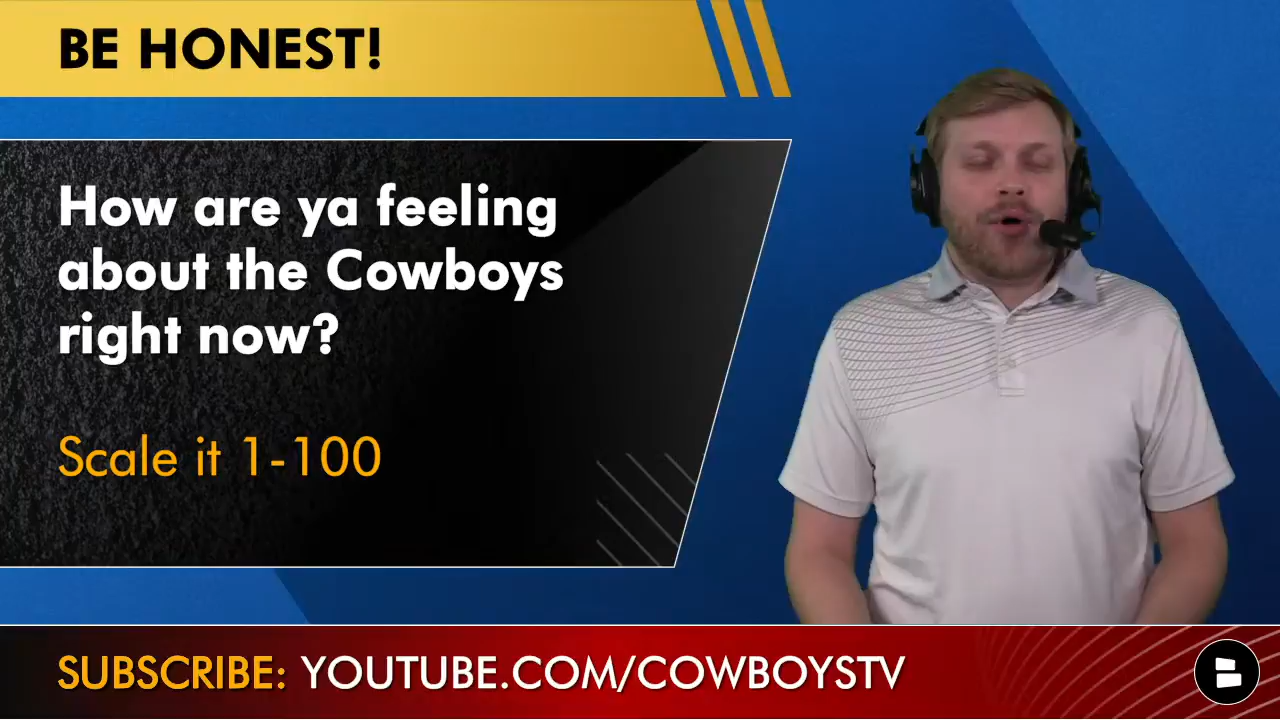 BE HONEST!
How are ya feeling
about the Cowboys
right now?
Scale it 1-100
SUBSCRIBE: YOUTUBE.COM/COWBOYSTV